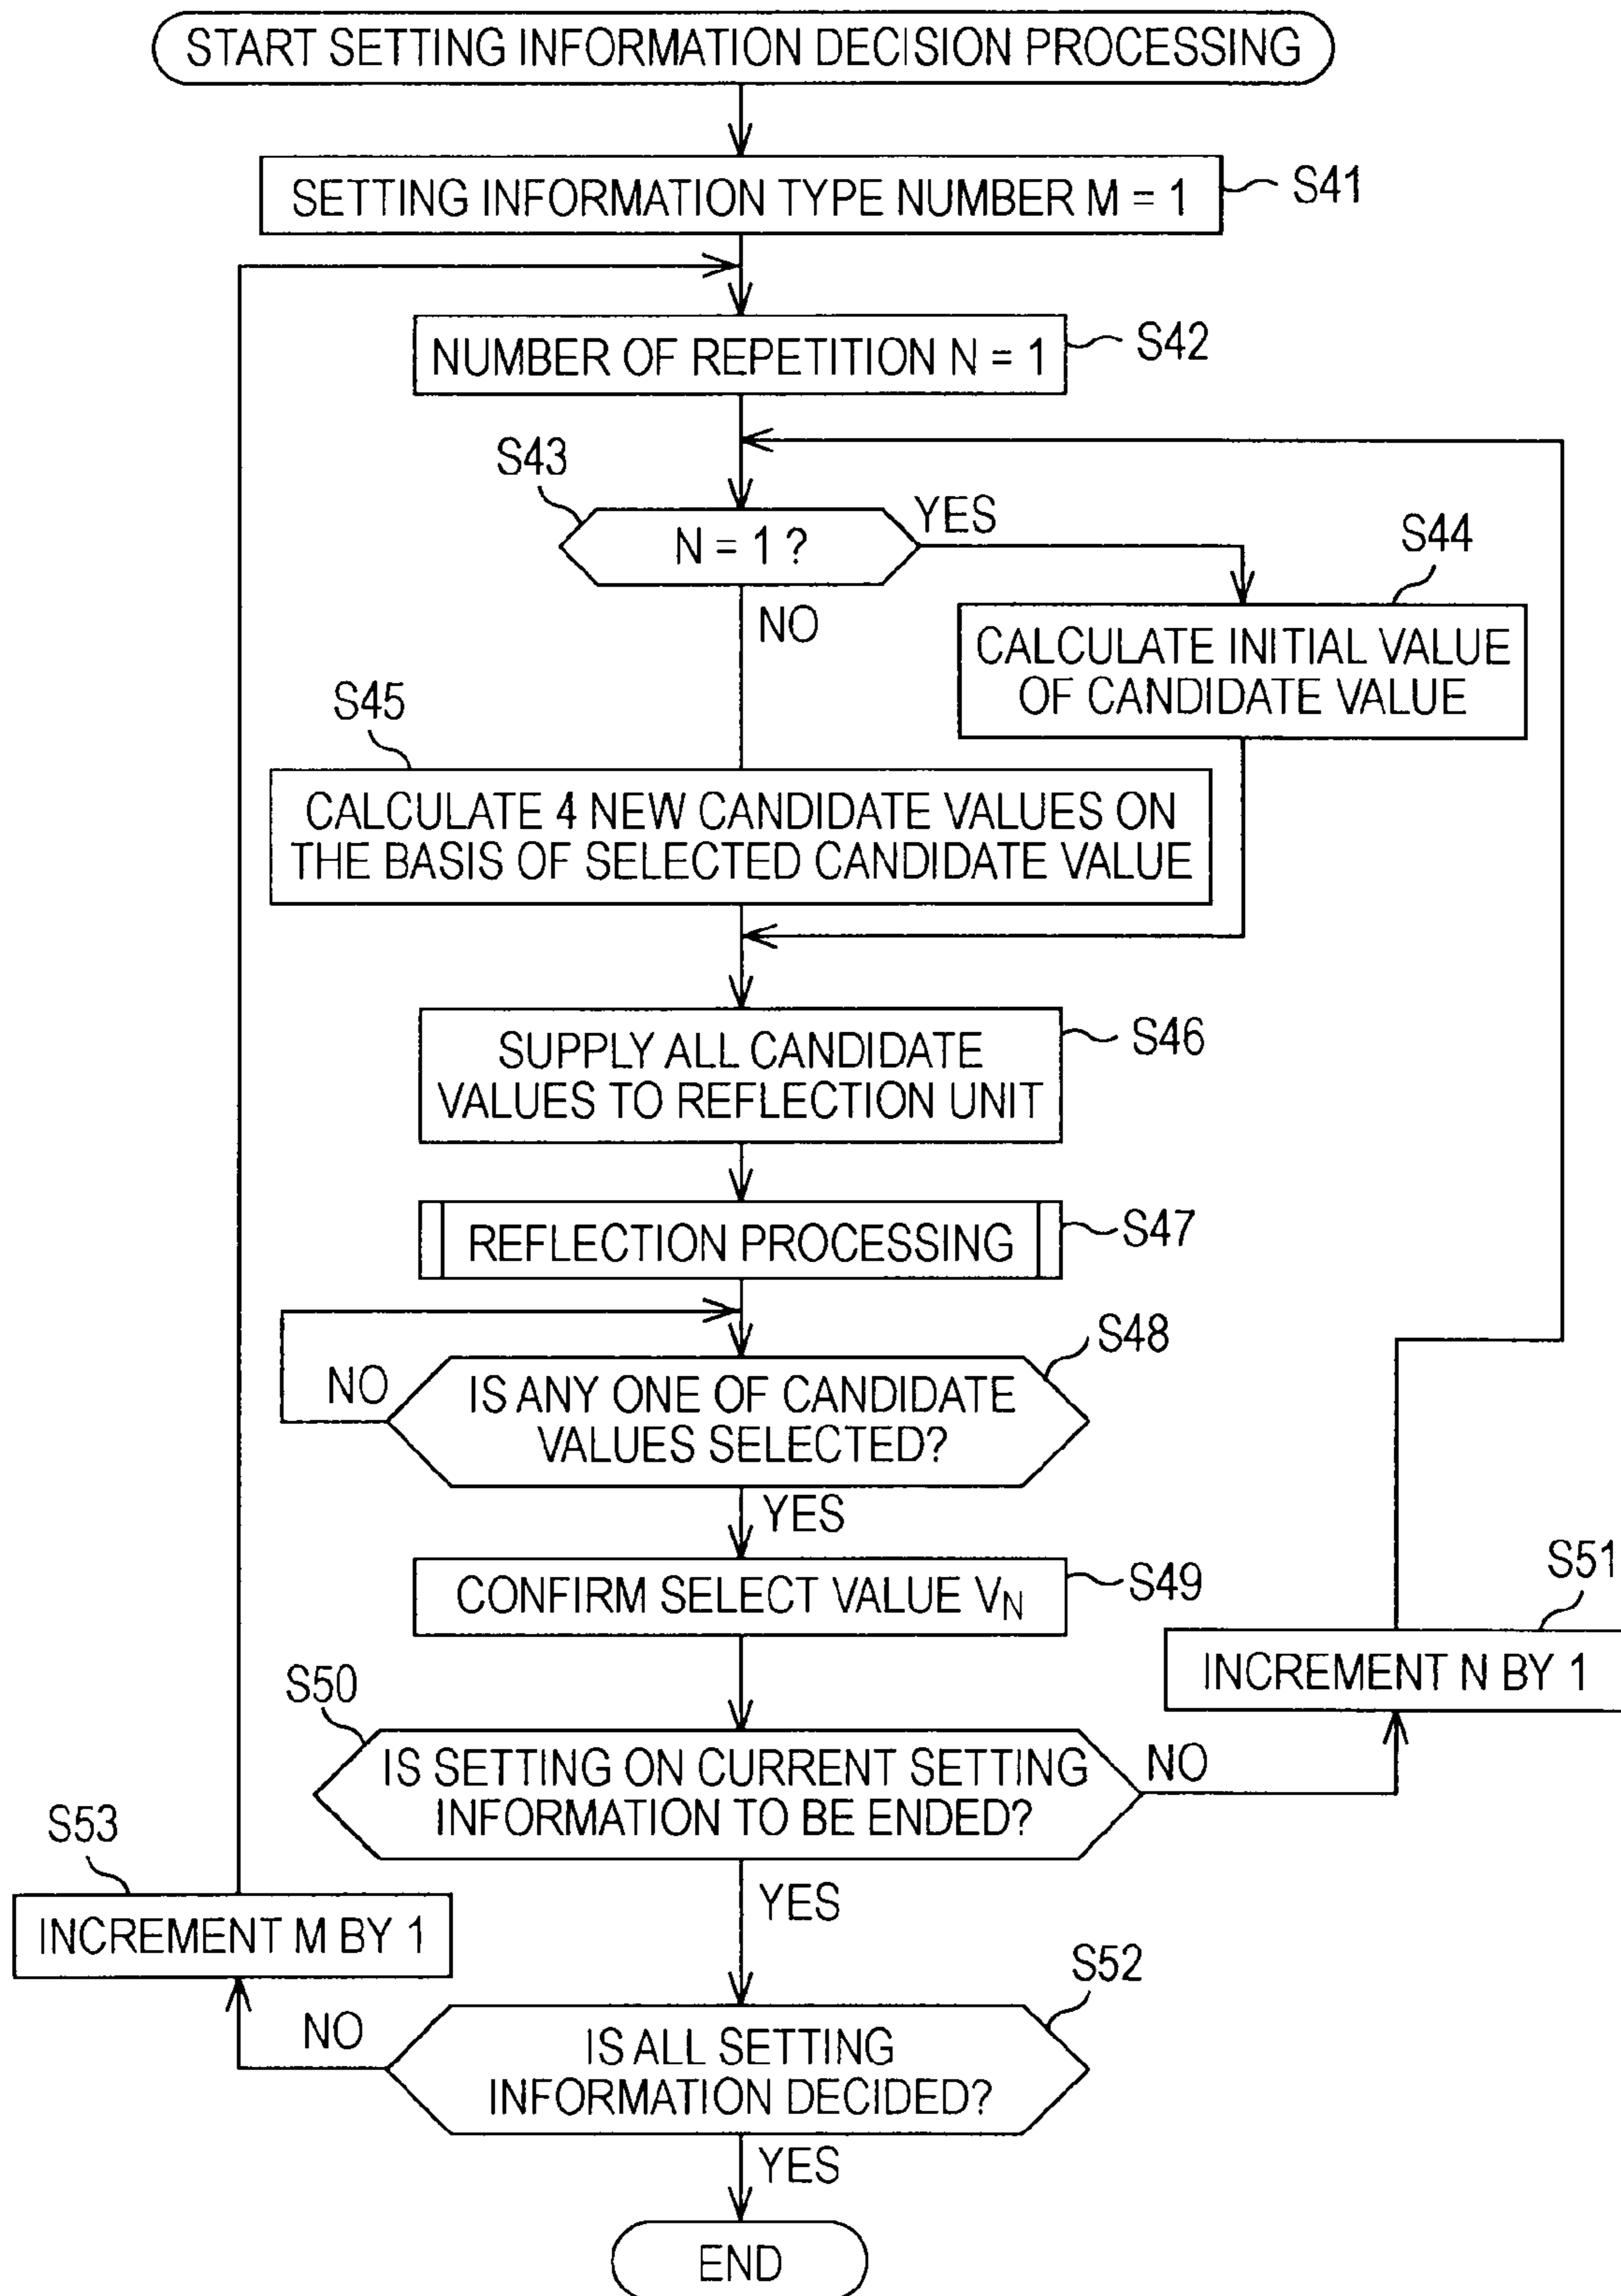 START SETTING INFORMATION DECISION PROCESSING
SETTING INFORMATION TYPE NUMBER M = 1
S41
NUMBER OF REPETITION N = 1
S42
S43
N = 1 ?
YES
NO
S44
CALCULATE INITIAL VALUE
OF CANDIDATE VALUE
S45
CALCULATE 4 NEW CANDIDATE VALUES ON
THE BASIS OF SELECTED CANDIDATE VALUE
SUPPLY ALL CANDIDATE
VALUES TO REFLECTION UNIT
S46
REFLECTION PROCESSING
S47
S48
NO
IS ANY ONE OF CANDIDATE
VALUES SELECTED?
YES
CONFIRM SELECT VALUE VN
S49
S51
INCREMENT N BY 1
S50
IS SETTING ON CURRENT SETTING
INFORMATION TO BE ENDED?
NO
YES
S53
INCREMENT M BY 1
S52
NO
IS ALL SETTING
INFORMATION DECIDED?
YES
END